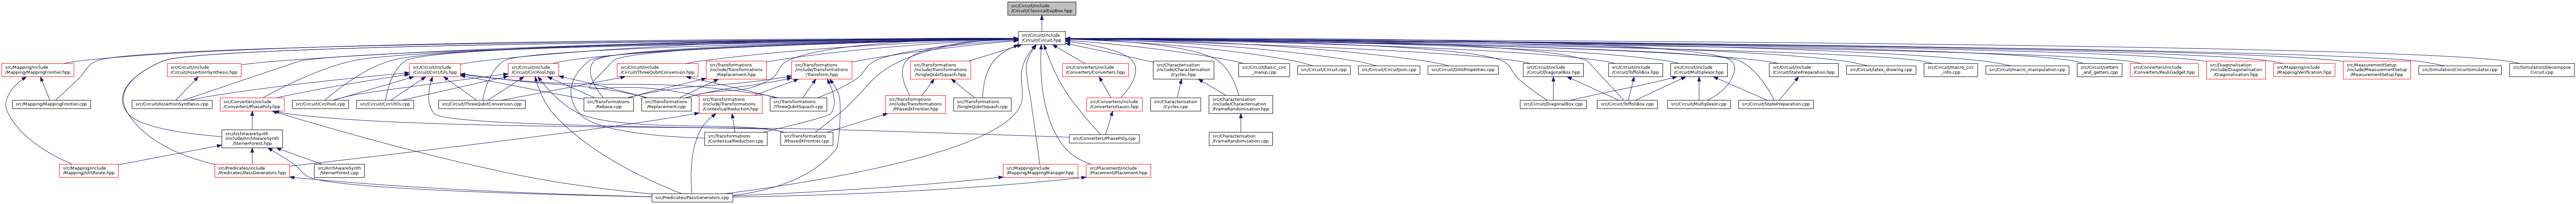 src/Circuit/include
/Circuit/ClassicalExpBox.hpp
src/Circuit/include
/Circuit/Circuit.hpp
src/Mapping/include
/Mapping/MappingFrontier.hpp
src/Circuit/include
/Circuit/AssertionSynthesis.hpp
src/Circuit/include
/Circuit/CircUtils.hpp
src/Circuit/include
/Circuit/CircPool.hpp
src/Circuit/include
/Circuit/ThreeQubitConversion.hpp
src/Transformations
/include/Transformations
/Replacement.hpp
src/Transformations
/include/Transformations
/Transform.hpp
src/Transformations
/include/Transformations
/SingleQubitSquash.hpp
src/Converters/include
/Converters/Converters.hpp
src/Characterisation
/include/Characterisation
/Cycles.hpp
src/Circuit/basic_circ
_manip.cpp
src/Circuit/Circuit.cpp
src/Circuit/CircuitJson.cpp
src/Circuit/DAGProperties.cpp
src/Circuit/include
/Circuit/DiagonalBox.hpp
src/Circuit/include
/Circuit/ToffoliBox.hpp
src/Circuit/include
/Circuit/Multiplexor.hpp
src/Circuit/include
/Circuit/StatePreparation.hpp
src/Circuit/latex_drawing.cpp
src/Circuit/macro_circ
_info.cpp
src/Circuit/macro_manipulation.cpp
src/Circuit/setters
_and_getters.cpp
src/Converters/include
/Converters/PauliGadget.hpp
src/Diagonalisation
/include/Diagonalisation
/Diagonalisation.hpp
src/Mapping/include
/Mapping/MappingVerification.hpp
src/MeasurementSetup
/include/MeasurementSetup
/MeasurementSetup.hpp
src/Simulation/CircuitSimulator.cpp
src/Simulation/Decompose
Circuit.cpp
src/Mapping/MappingFrontier.cpp
src/Circuit/AssertionSynthesis.cpp
src/Converters/include
/Converters/PhasePoly.hpp
src/Circuit/CircPool.cpp
src/Circuit/CircUtils.cpp
src/Circuit/ThreeQubitConversion.cpp
src/Transformations
/Rebase.cpp
src/Transformations
/Replacement.cpp
src/Transformations
/include/Transformations
/ContextualReduction.hpp
src/Transformations
/ThreeQubitSquash.cpp
src/Transformations
/include/Transformations
/PhasedXFrontier.hpp
src/Transformations
/SingleQubitSquash.cpp
src/Converters/include
/Converters/Gauss.hpp
src/Characterisation
/Cycles.cpp
src/Characterisation
/include/Characterisation
/FrameRandomisation.hpp
src/Circuit/DiagonalBox.cpp
src/Circuit/ToffoliBox.cpp
src/Circuit/Multiplexor.cpp
src/Circuit/StatePreparation.cpp
src/ArchAwareSynth
/include/ArchAwareSynth
/SteinerForest.hpp
src/Transformations
/ContextualReduction.cpp
src/Transformations
/PhasedXFrontier.cpp
src/Converters/PhasePoly.cpp
src/Characterisation
/FrameRandomisation.cpp
src/Mapping/include
/Mapping/AASRoute.hpp
src/Predicates/include
/Predicates/PassGenerators.hpp
src/ArchAwareSynth
/SteinerForest.cpp
src/Mapping/include
/Mapping/MappingManager.hpp
src/Placement/include
/Placement/Placement.hpp
src/Predicates/PassGenerators.cpp